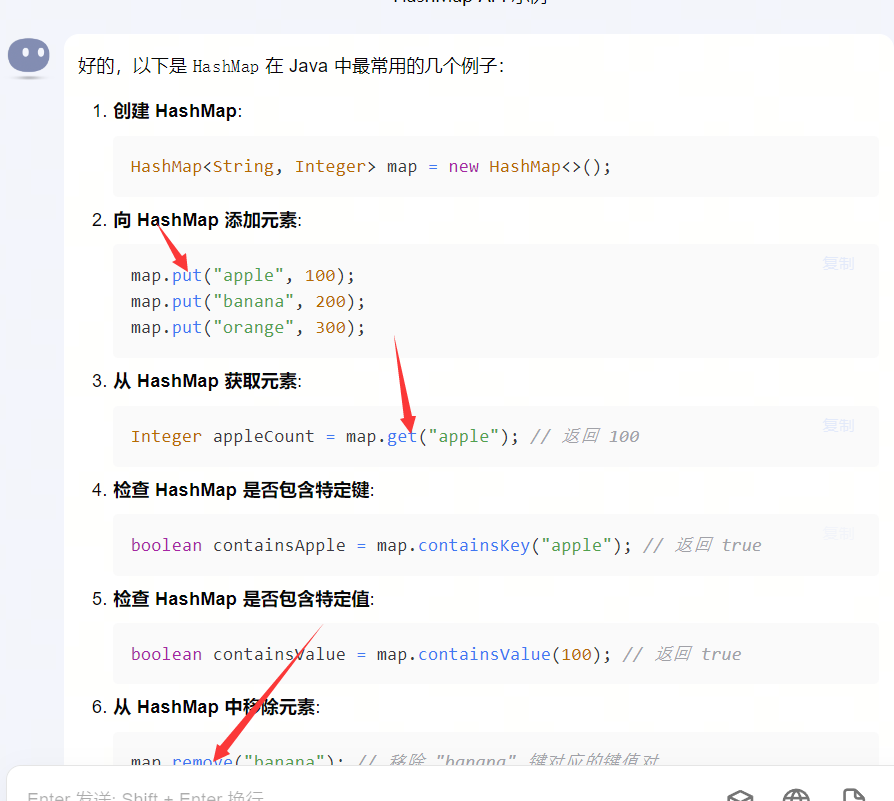 HashMap API 示例
好的，以下是 HashMap 在 Java 中最常用的几个例子：
1. 创建 HashMap:
HashMap<String, Integer> map = new HashMap<>();
2. 向 HashMap 添加元素:
复制
map.put("apple", 100);
map.put("banana", 200);
map.put("orange", 300);
3. 从 HashMap 获取元素:
复制
Integer appleCount = map.get("apple"); // 返回 100
4. 检查 HashMap 是否包含特定键:
复制
boolean containsApple = map.containsKey("apple"); // 返回 true
5. 检查 HashMap 是否包含特定值:
boolean containsValue = map.containsValue(100); // 返回 true
6. 从 HashMap 中移除元素:
map.remove("banana"); // 移除 "banana" 键对应的键值对
Enter 发送; Shift + Enter 换行